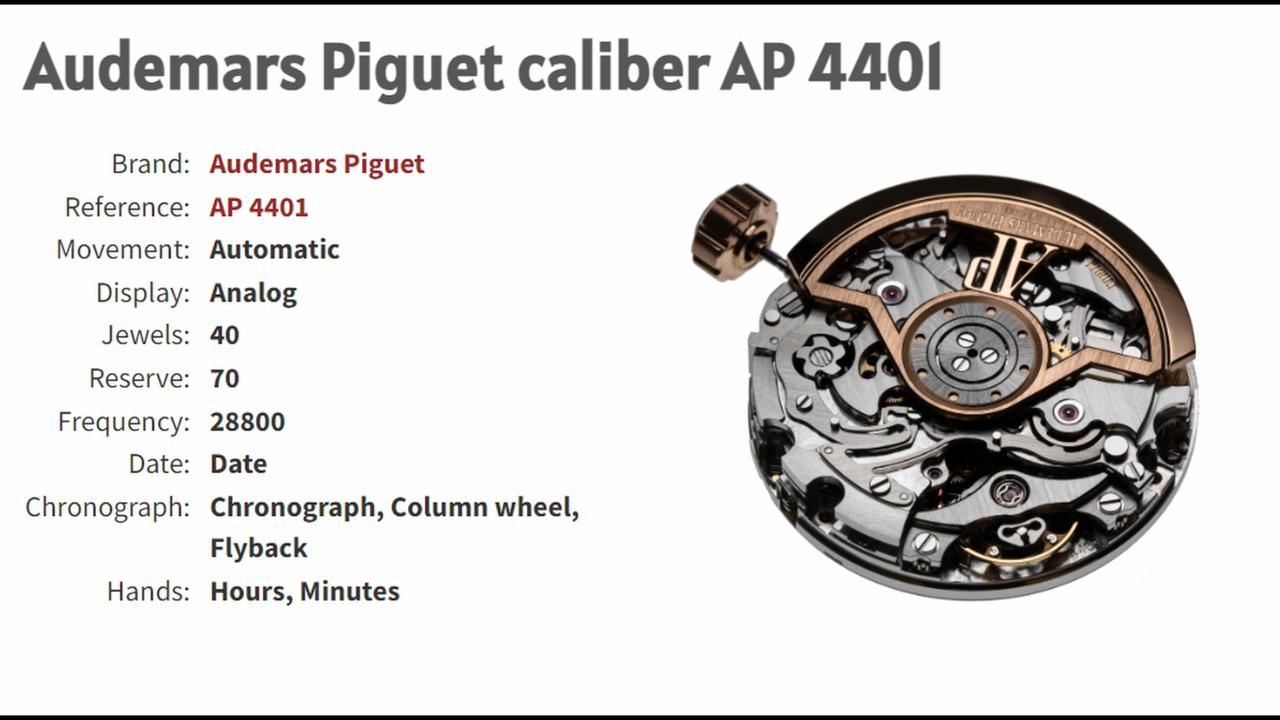 Audemars Piguet caliber AP 4401
Brand: Audemars Piguet
Reference: AP 4401
Movement: Automatic
Display: Analog
Jewels: 40
Reserve: 70
Frequency: 28800
Date: Date
Chronograph: Chronograph, Column wheel,
Flyback
Hands: Hours, Minutes
AP